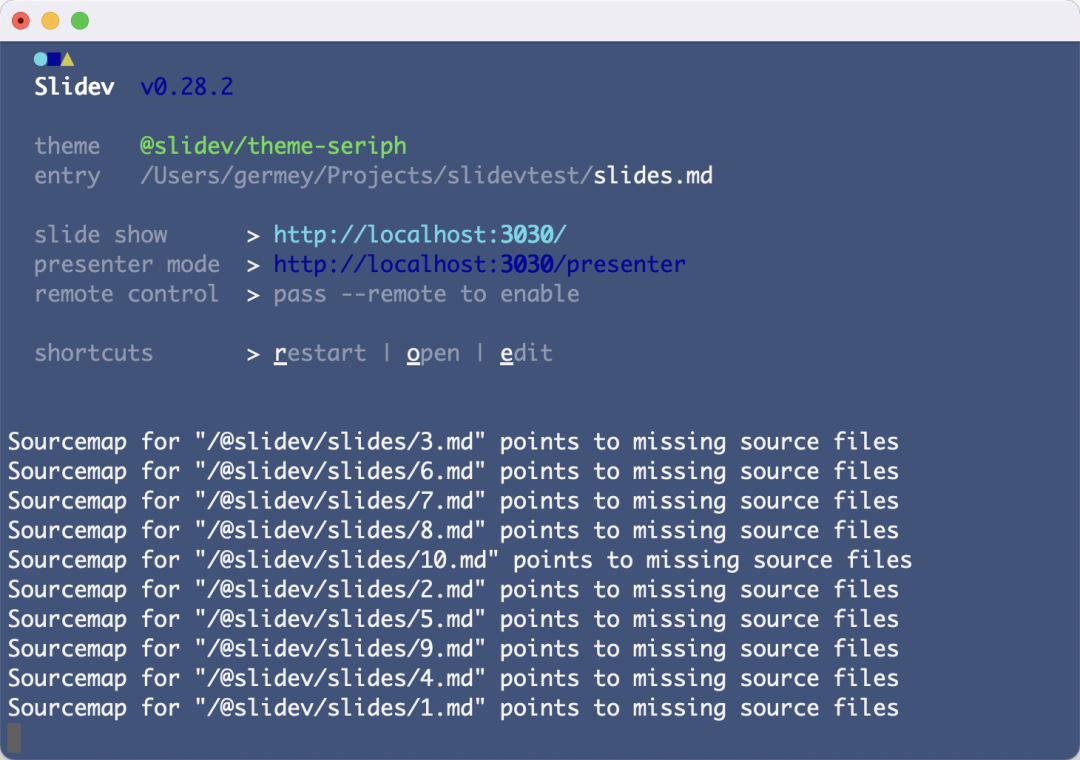 Slidev v0.28.2
theme @slidev/theme-seriph
entry /Users/germey/Projects/slidevtest/slides.md
slide show > http://localhost:3030/
presenter mode > http://localhost:3030/presenter
remote control > pass --remote to enable
shortcuts > restart | open | edit
Sourcemap for "/@slidev/slides/3.md" points to missing source files
Sourcemap for "/@slidev/slides/6.md" points to missing source files
Sourcemap for "/@slidev/slides/7.md" points to missing source files
Sourcemap for "/@slidev/slides/8.md" points to missing source files
Sourcemap for "/@slidev/slides/10.md" points to missing source files
Sourcemap for "/@slidev/slides/2.md" points to missing source files
Sourcemap for "/@slidev/slides/5.md" points to missing source files
Sourcemap for "/@slidev/slides/9.md" points to missing source files
Sourcemap for "/@slidev/slides/4.md" points to missing source files
Sourcemap for "/@slidev/slides/1.md" points to missing source files